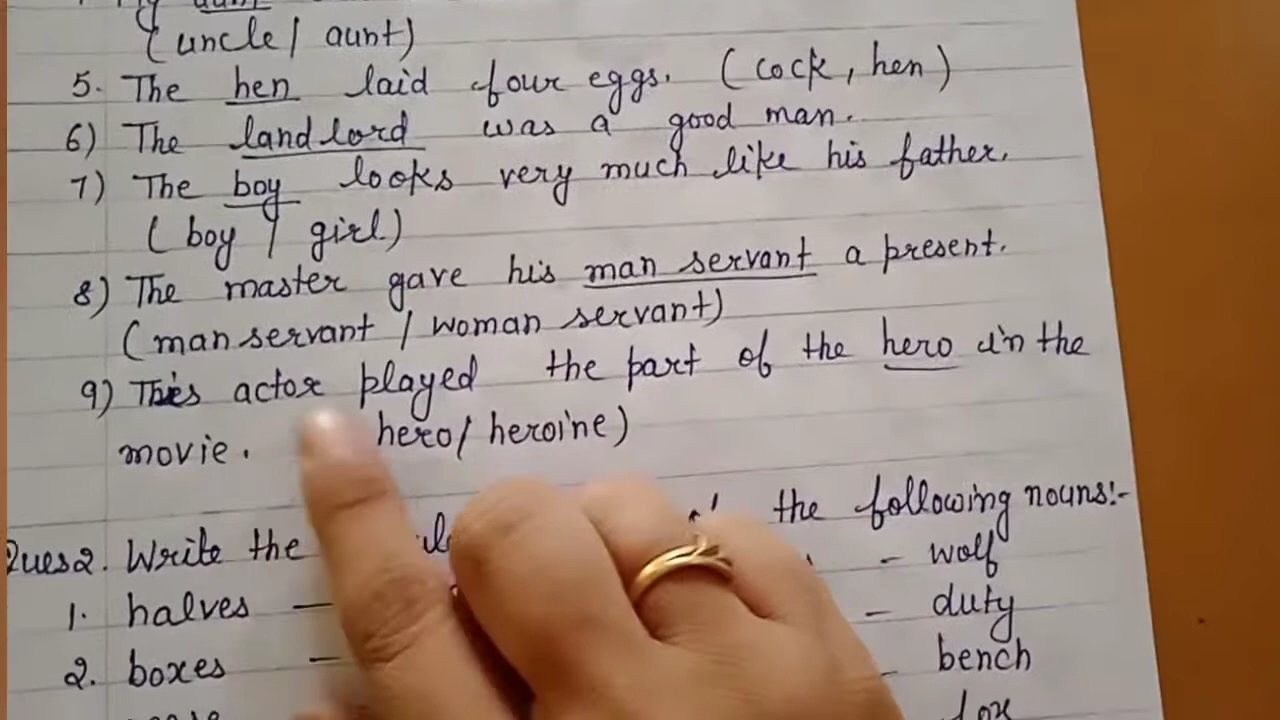 (uncle/ aunt)
5. The hen laid four eggs. (cock, hen)
6) The landlord was a good man.
7) The boy looks very much like his father.
(boy / girl)
8) The master gave his man servant a present.
(man servant / woman servant)
9) This actor played the part of the hero in the
movie. hero/ heroine)
Ques2. Write the the following nouns:-
- wolf
1. halves - - duty
2. boxes - - bench